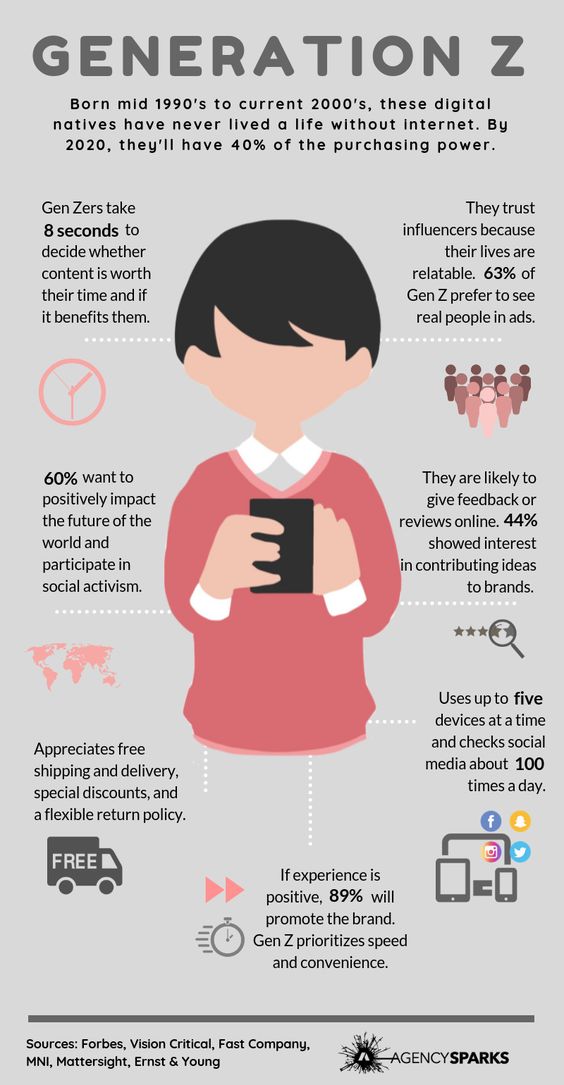 GENERATION Z
Born mid 1990's to current 2000's, these digital
natives have never lived a life without internet. By
2020, they'll have 40% of the purchasing power.
Gen Zers take
8 seconds to
decide whether
content is worth
their time and if
it benefits them.
They trust
influencers because
their lives are
relatable. 63% of
Gen Z prefer to see
real people in ads.
60% want to
positively impact
the future of the
world and
participate in
social activism.
They are likely to
give feedback or
reviews online. 44%
showed interest
in contributing ideas
to brands.
Uses up to five
devices at a time
and checks social
media about 100
times a day.
Appreciates free
shipping and delivery,
special discounts, and
a flexible return policy.
FREE
If experience is
positive, 89% will
promote the brand.
Gen Z prioritizes speed
and convenience.
Sources: Forbes, Vision Critical, Fast Company,
MNI, Mattersight, Ernst & Young
AGENCYSPARKS